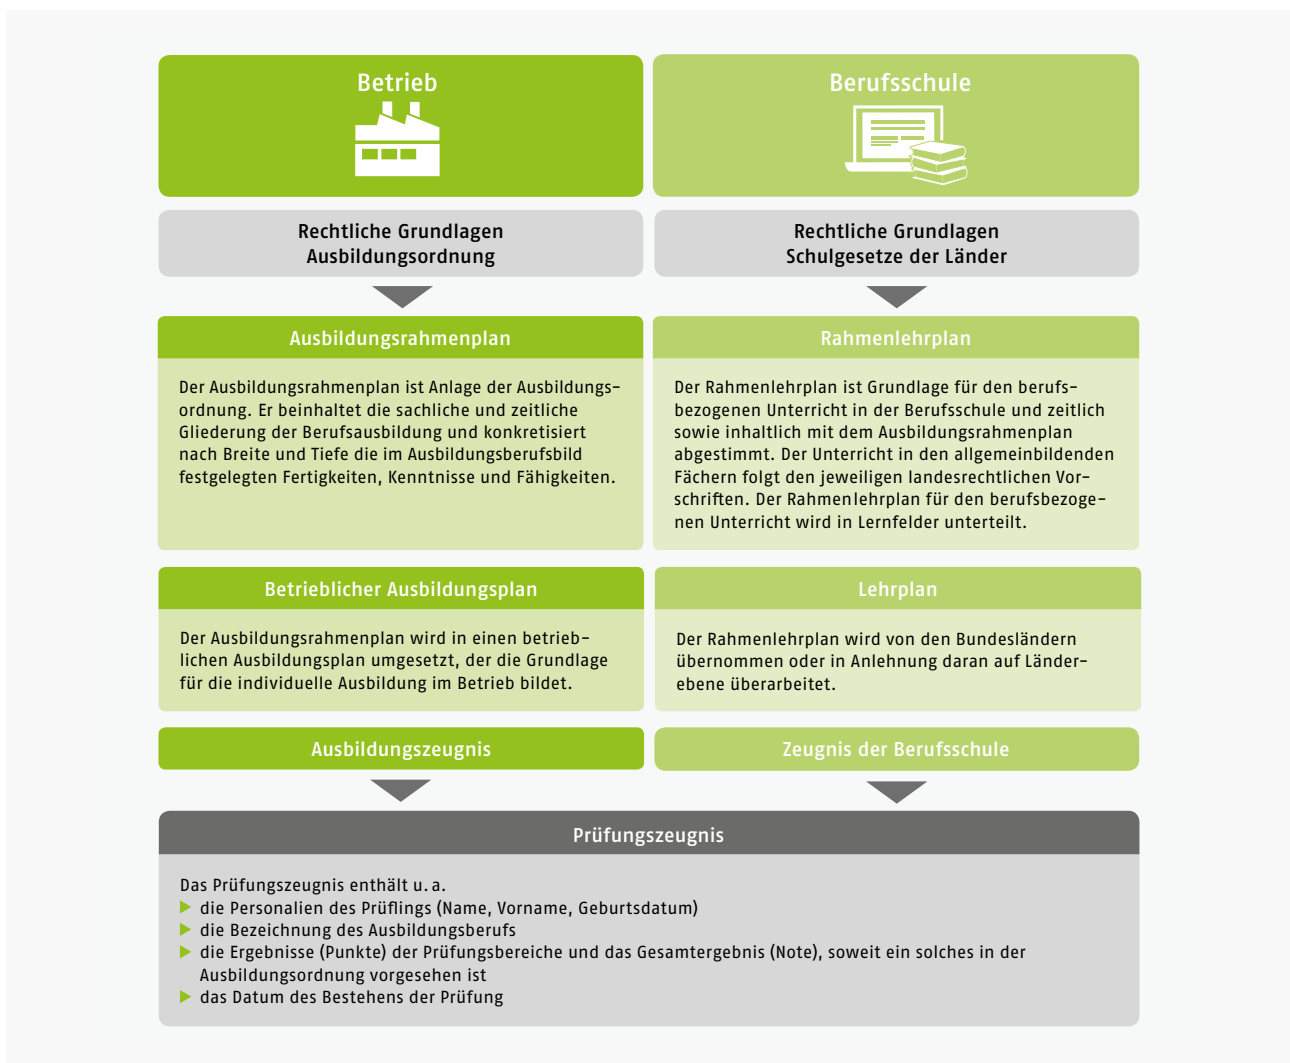 Betrieb
Rechtliche Grundlagen
Ausbildungsordnung
Ausbildungsrahmenplan
Der Ausbildungsrahmenplan ist Anlage der Ausbildungs-
ordnung. Er beinhaltet die sachliche und zeitliche
Gliederung der Berufsausbildung und konkretisiert
nach Breite und Tiefe die im Ausbildungsberufsbild
festgelegten Fertigkeiten, Kenntnisse und Fähigkeiten.
Betrieblicher Ausbildungsplan
Der Ausbildungsrahmenplan wird in einen betrieb-
lichen Ausbildungsplan umgesetzt, der die Grundlage
für die individuelle Ausbildung im Betrieb bildet.
Ausbildungszeugnis
Berufsschule
Rechtliche Grundlagen
Schulgesetze der Länder
Rahmenlehrplan
Der Rahmenlehrplan ist Grundlage für den berufs-
bezogenen Unterricht in der Berufsschule und zeitlich
sowie inhaltlich mit dem Ausbildungsrahmenplan
abgestimmt. Der Unterricht in den allgemeinbildenden
Fächern folgt den jeweiligen landesrechtlichen Vor-
schriften. Der Rahmenlehrplan für den berufsbezoge-
nen Unterricht wird in Lernfelder unterteilt.
Lehrplan
Der Rahmenlehrplan wird von den Bundesländern
übernommen oder in Anlehnung daran auf Länder-
ebene überarbeitet.
Zeugnis der Berufsschule
Prüfungszeugnis
Das Prüfungszeugnis enthält u. a.
▶ die Personalien des Prüflings (Name, Vorname, Geburtsdatum)
▶ die Bezeichnung des Ausbildungsberufs
▶ die Ergebnisse (Punkte) der Prüfungsbereiche und das Gesamtergebnis (Note), soweit ein solches in der
Ausbildungsordnung vorgesehen ist
▶ das Datum des Bestehens der Prüfung